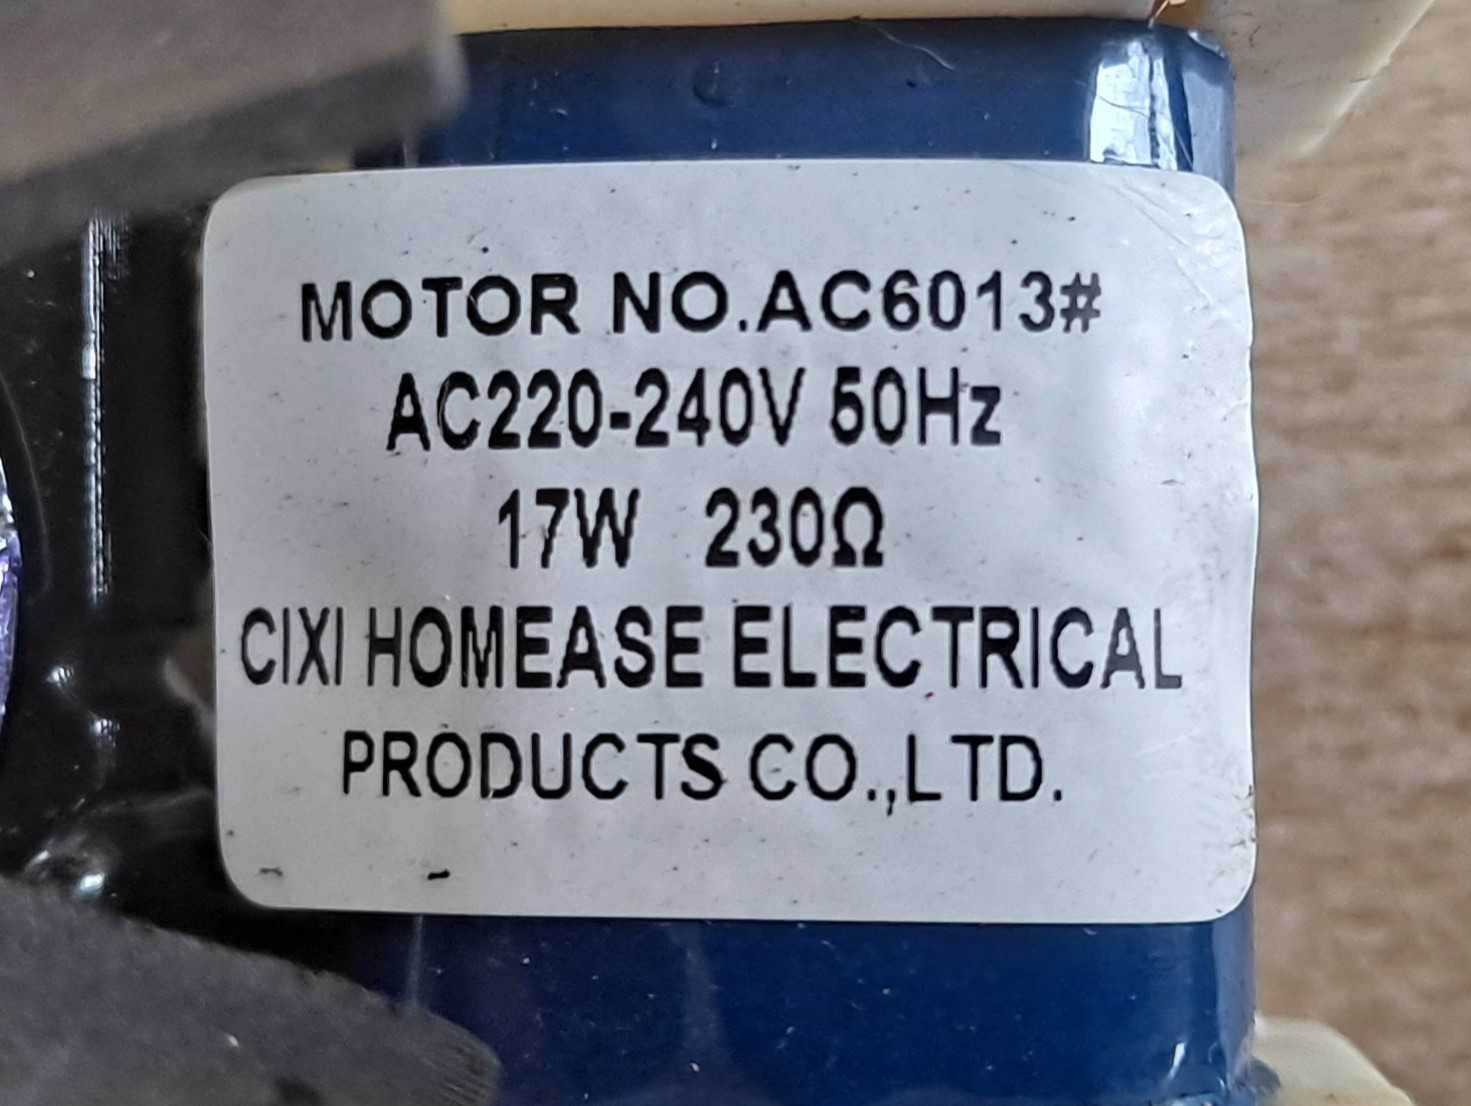 MOTOR NO.AC6013#
AC220-240V 50Hz
17W 230Ω
CIXI HOMEASE ELECTRICAL
PRODUCTS CO.,LTD.